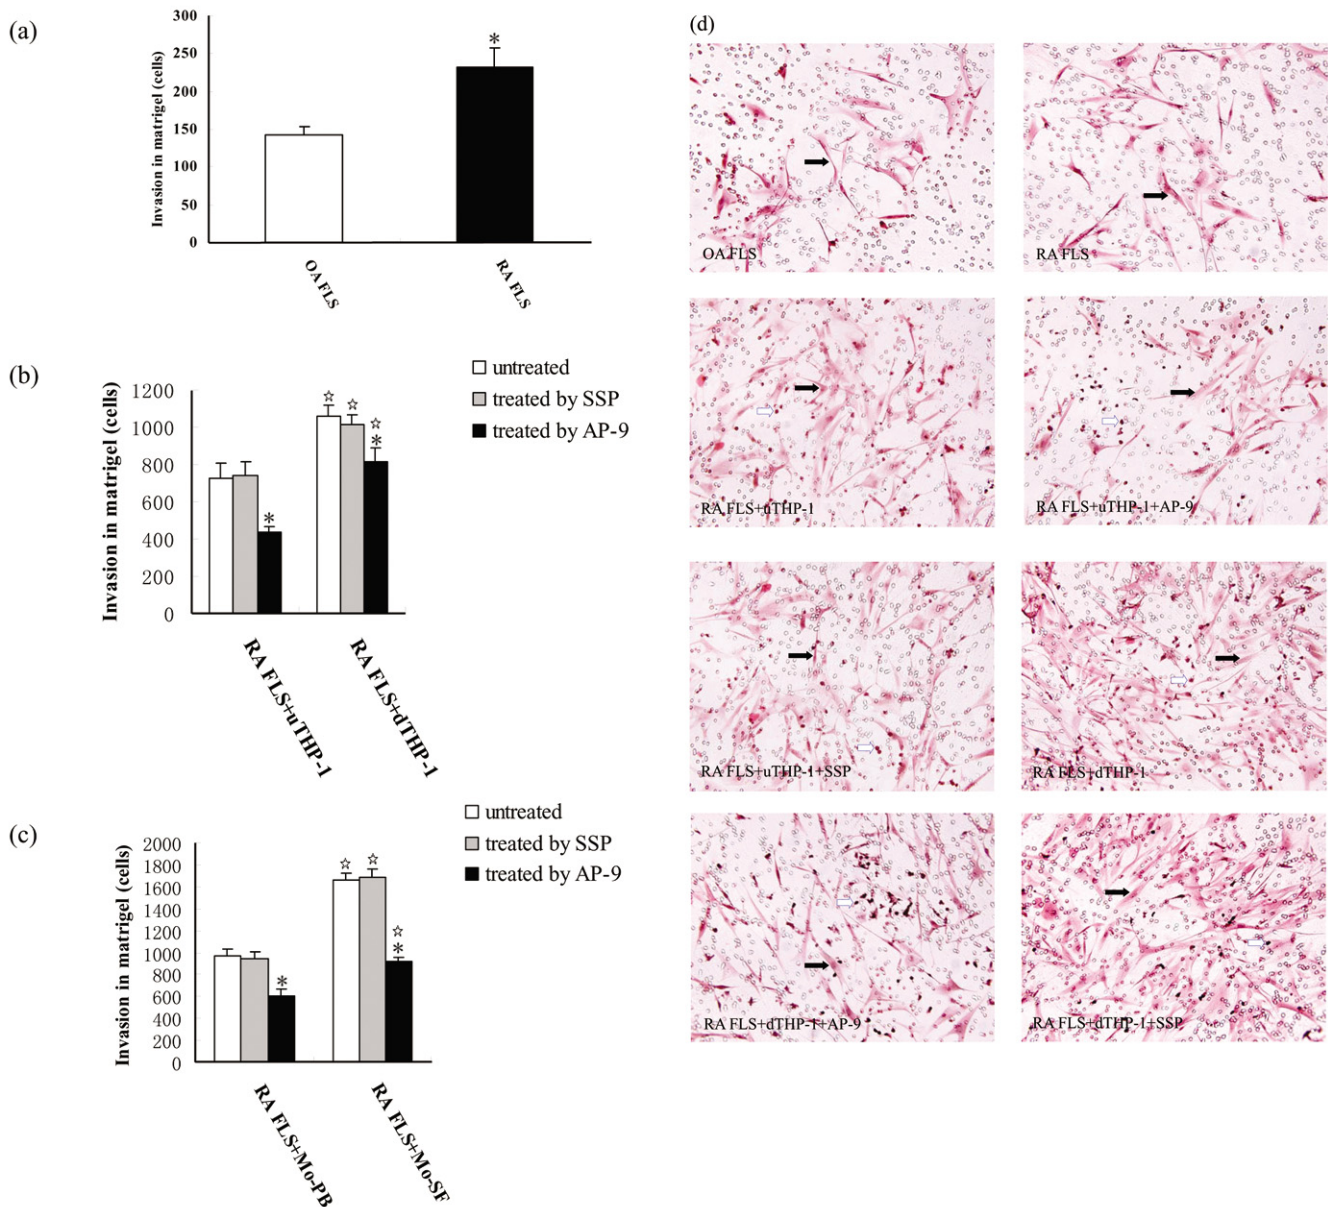 (a)
Invasion in matrigel (cells)
300
250
200
150
100
50
0
*
OA FLS
RA FLS
(b)
untreated
treated by SSP
treated by AP-9
Invasion in matrigel (cells)
1200
1000
800
600
400
200
0
*
☆
☆
☆
*
RA FLS+uTHP-1
RA FLS+dTHP-1
(c)
untreated
treated by SSP
treated by AP-9
Invasion in matrigel (cells)
2000
1800
1600
1400
1200
1000
800
600
400
200
0
*
☆
☆
☆
*
RA FLS+Mo-PB
RA FLS+Mo-SF
(d)
OA FLS
RA FLS
RA FLS+uTHP-1
RA FLS+uTHP-1+AP-9
RA FLS+uTHP-1+SSP
RA FLS+dTHP-1
RA FLS+dTHP-1+AP-9
RA FLS+dTHP-1+SSP